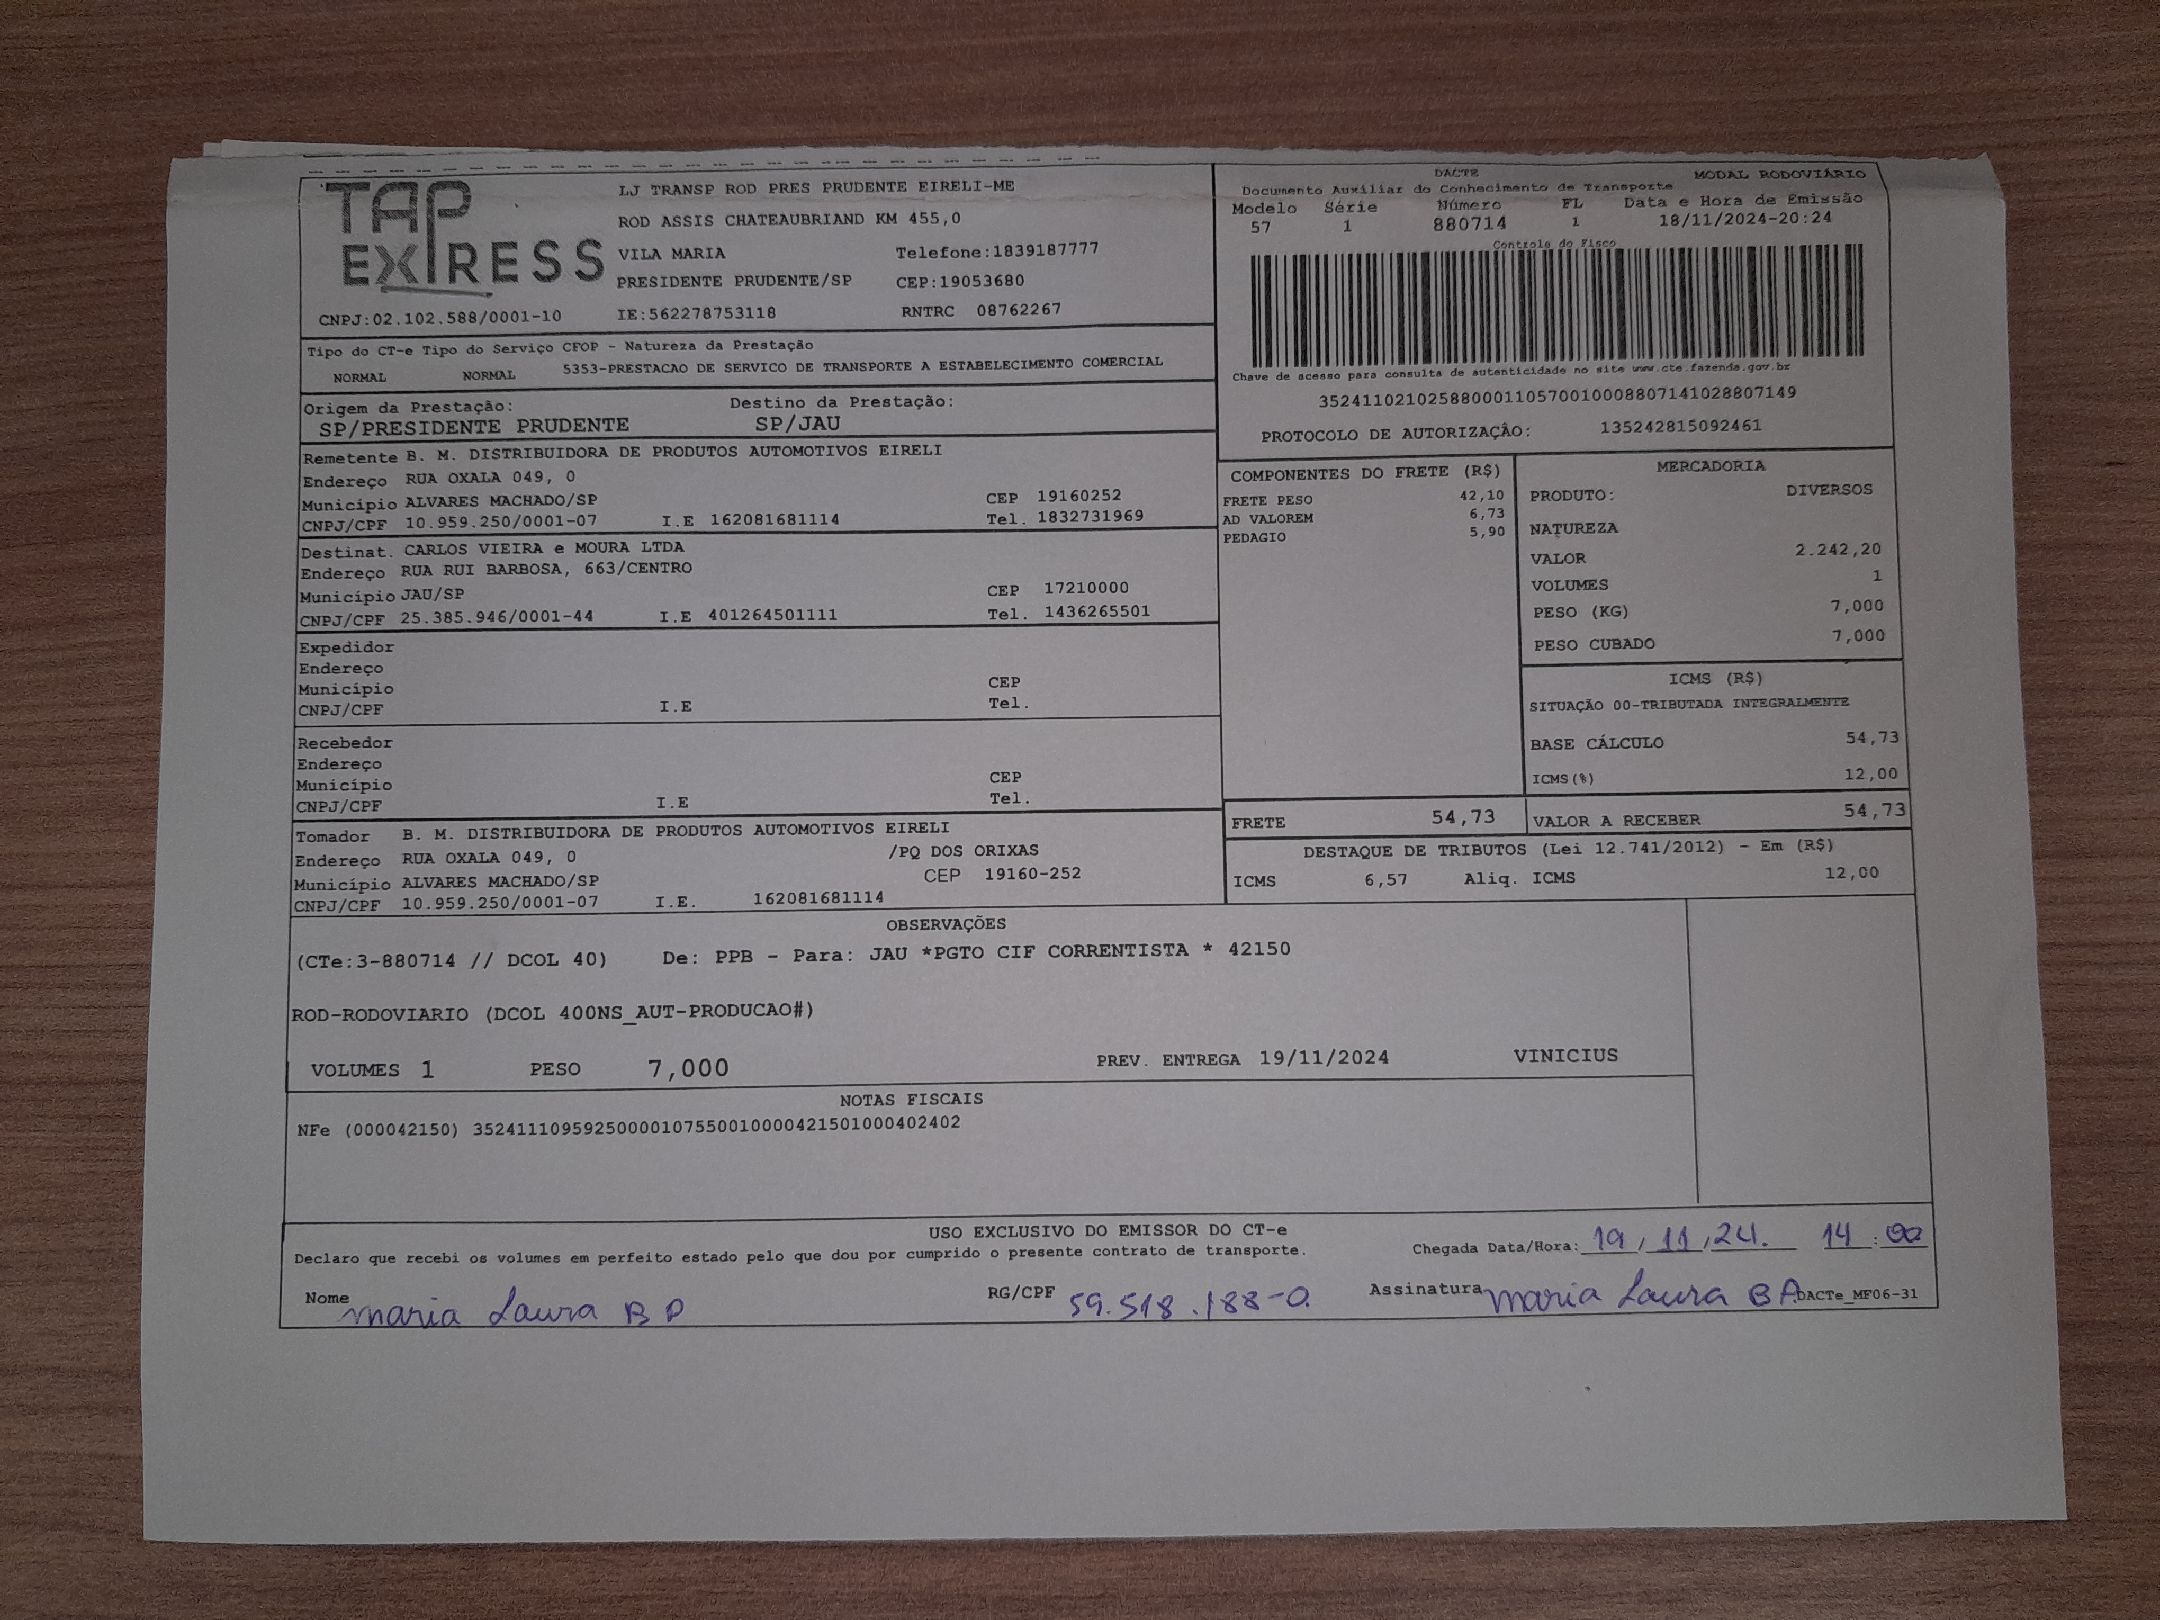 TAP EXPRESS
LJ TRANSP ROD PRES PRUDENTE EIRELI-ME
ROD ASSIS CHATEAUBRIAND KM 455,0
VILA MARIA Telefone:1839187777
PRESIDENTE PRUDENTE/SP CEP:19053680
CNPJ:02.102.588/0001-10 IE:562278753118 RNTRC 08762267
DACTE MODAL RODOVIÁRIO
Documento Auxiliar do Conhecimento de Transporte
Modelo Série Número FL Data e Hora de Emissão
57 1 880714 1 18/11/2024-20:24
Controle do Fisco
Chave de acesso para consulta de autenticidade no site www.cte.fazenda.gov.br
35241102102588000110570010008807141028807149
PROTOCOLO DE AUTORIZAÇÃO: 135242815092461
Tipo do CT-e Tipo do Serviço CFOP - Natureza da Prestação
NORMAL NORMAL 5353-PRESTACAO DE SERVICO DE TRANSPORTE A ESTABELECIMENTO COMERCIAL
Origem da Prestação: Destino da Prestação:
SP/PRESIDENTE PRUDENTE SP/JAU
Remetente B. M. DISTRIBUIDORA DE PRODUTOS AUTOMOTIVOS EIRELI
Endereço RUA OXALA 049, 0
Município ALVARES MACHADO/SP CEP 19160252
CNPJ/CPF 10.959.250/0001-07 I.E 162081681114 Tel. 1832731969
Destinat. CARLOS VIEIRA e MOURA LTDA
Endereço RUA RUI BARBOSA, 663/CENTRO
Município JAU/SP CEP 17210000
CNPJ/CPF 25.385.946/0001-44 I.E 401264501111 Tel. 1436265501
Expedidor
Endereço
Município CEP
CNPJ/CPF I.E Tel.
Recebedor
Endereço
Município CEP
CNPJ/CPF I.E Tel.
Tomador B. M. DISTRIBUIDORA DE PRODUTOS AUTOMOTIVOS EIRELI
Endereço RUA OXALA 049, 0 /PQ DOS ORIXAS
Município ALVARES MACHADO/SP CEP 19160-252
CNPJ/CPF 10.959.250/0001-07 I.E. 162081681114
COMPONENTES DO FRETE (R$)
FRETE PESO 42,10
AD VALOREM 6,73
PEDAGIO 5,90
MERCADORIA
PRODUTO: DIVERSOS
NATUREZA
VALOR 2.242,20
VOLUMES 1
PESO (KG) 7,000
PESO CUBADO 7,000
ICMS (R$)
SITUAÇÃO 00-TRIBUTADA INTEGRALMENTE
BASE CÁLCULO 54,73
ICMS(%) 12,00
FRETE 54,73 VALOR A RECEBER 54,73
DESTAQUE DE TRIBUTOS (Lei 12.741/2012) - Em (R$)
ICMS 6,57 Aliq. ICMS 12,00
OBSERVAÇÕES
(CTe:3-880714 // DCOL 40) De: PPB - Para: JAU *PGTO CIF CORRENTISTA * 42150
ROD-RODOVIARIO (DCOL 400NS_AUT-PRODUCAO#)
VOLUMES 1 PESO 7,000 PREV. ENTREGA 19/11/2024 VINICIUS
NOTAS FISCAIS
NFe (000042150) 35241110959250000107550010000421501000402402
USO EXCLUSIVO DO EMISSOR DO CT-e
Declaro que recebi os volumes em perfeito estado pelo que dou por cumprido o presente contrato de transporte. Chegada Data/Hora: 19/11/24. 14:00
Nome maria Laura B P RG/CPF 59.518.188-0. Assinatura maria Laura B P. DACTe_MF06-31